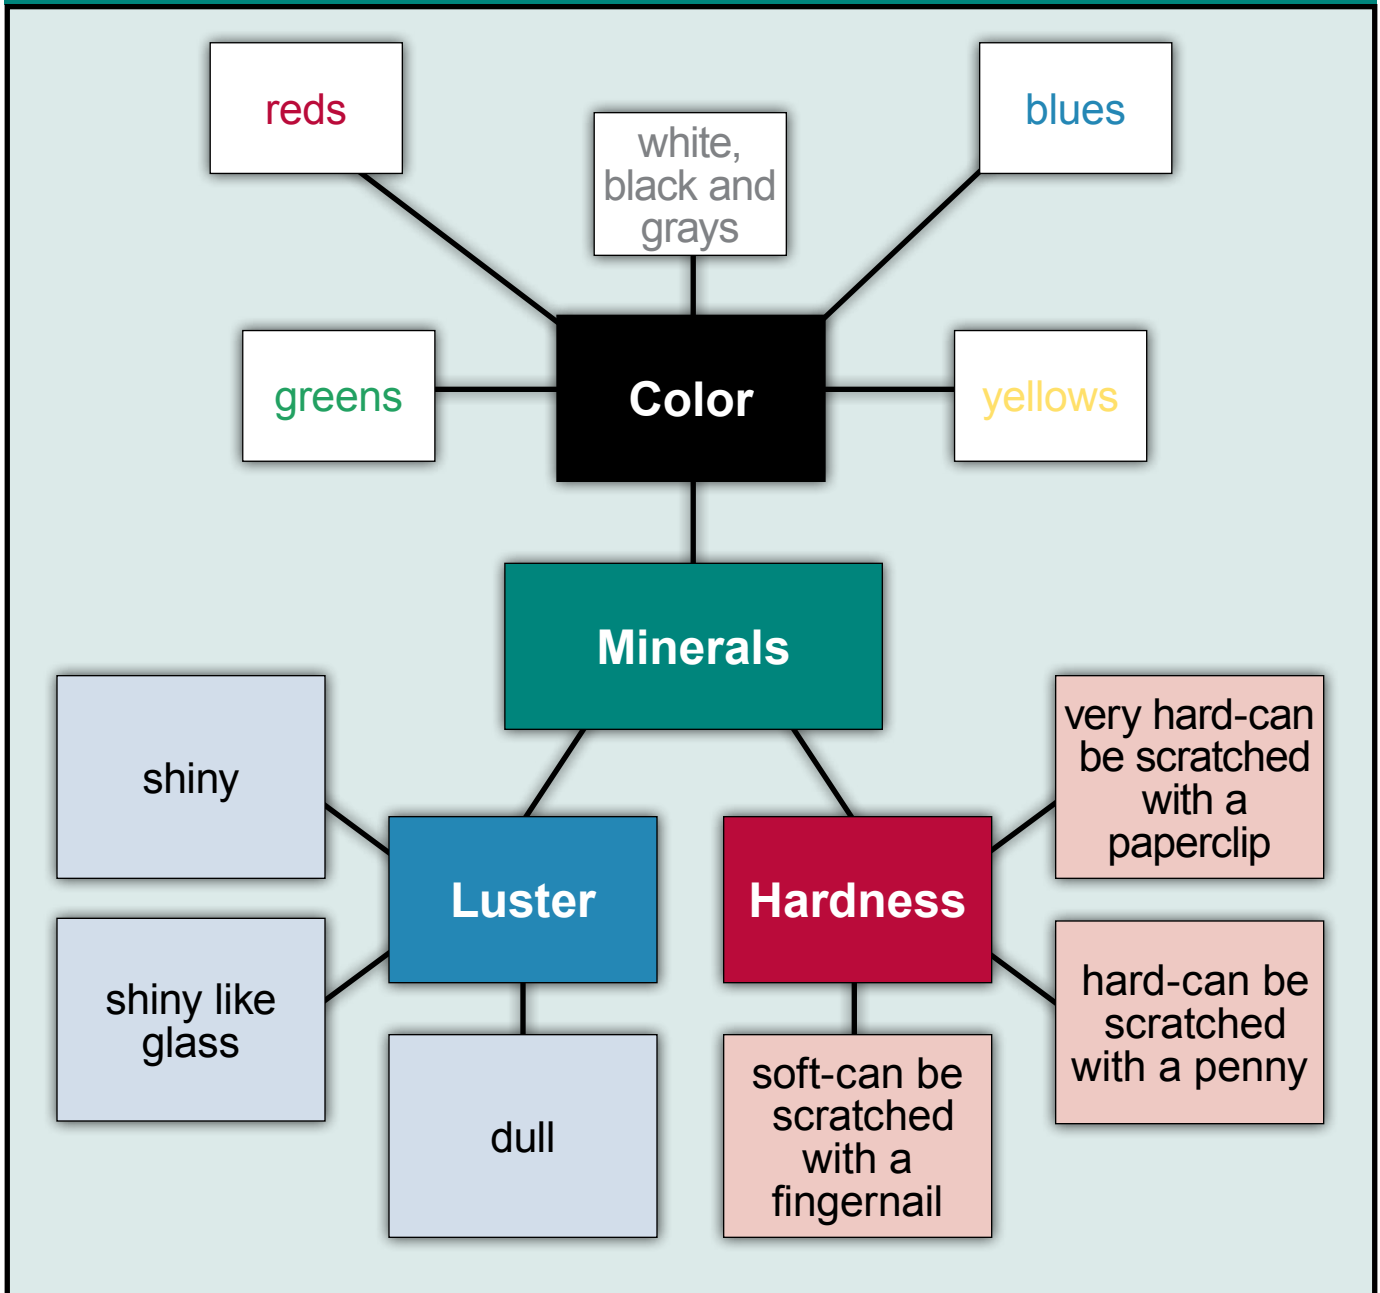 reds
white,
black and
grays
blues
greens
Color
yellows
Minerals
shiny
very hard-can
be scratched
with a
paperclip
Luster
Hardness
shiny like
glass
hard-can be
scratched
with a penny
dull
soft-can be
scratched
with a
fingernail